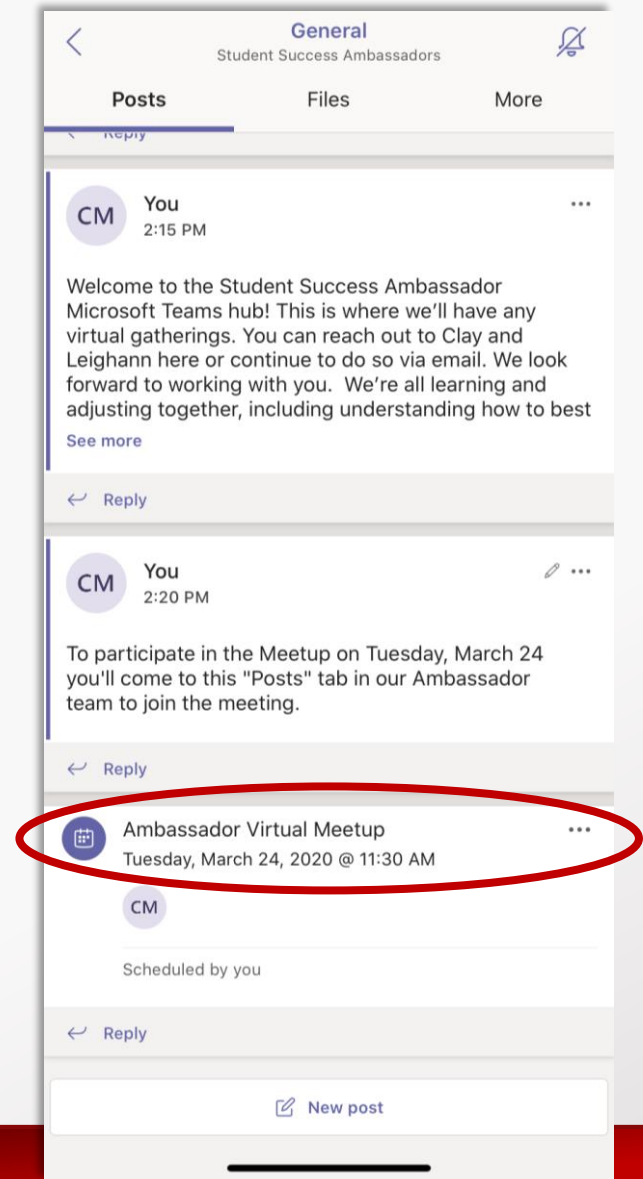 General
Student Success Ambassadors
Posts Files More
Reply
CM You
2:15 PM
Welcome to the Student Success Ambassador
Microsoft Teams hub! This is where we’ll have any
virtual gatherings. You can reach out to Clay and
Leighann here or continue to do so via email. We look
forward to working with you.  We’re all learning and
adjusting together, including understanding how to best
See more
Reply
CM You
2:20 PM
To participate in the Meetup on Tuesday, March 24
you'll come to this "Posts" tab in our Ambassador
team to join the meeting.
Reply
Ambassador Virtual Meetup
Tuesday, March 24, 2020 @ 11:30 AM
CM
Scheduled by you
Reply
New post